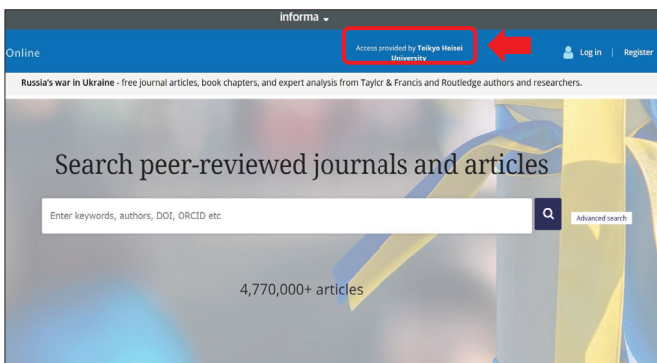 informa
Online
Access provided by Teikyo Heisei
University
Log in | Register
Russia's war in Ukraine - free journal articles, book chapters, and expert analysis from Taylor & Francis and Routledge authors and researchers.
Search peer-reviewed journals and articles
Enter keywords, authors, DOI, ORCID etc
Advanced search
4,770,000+ articles